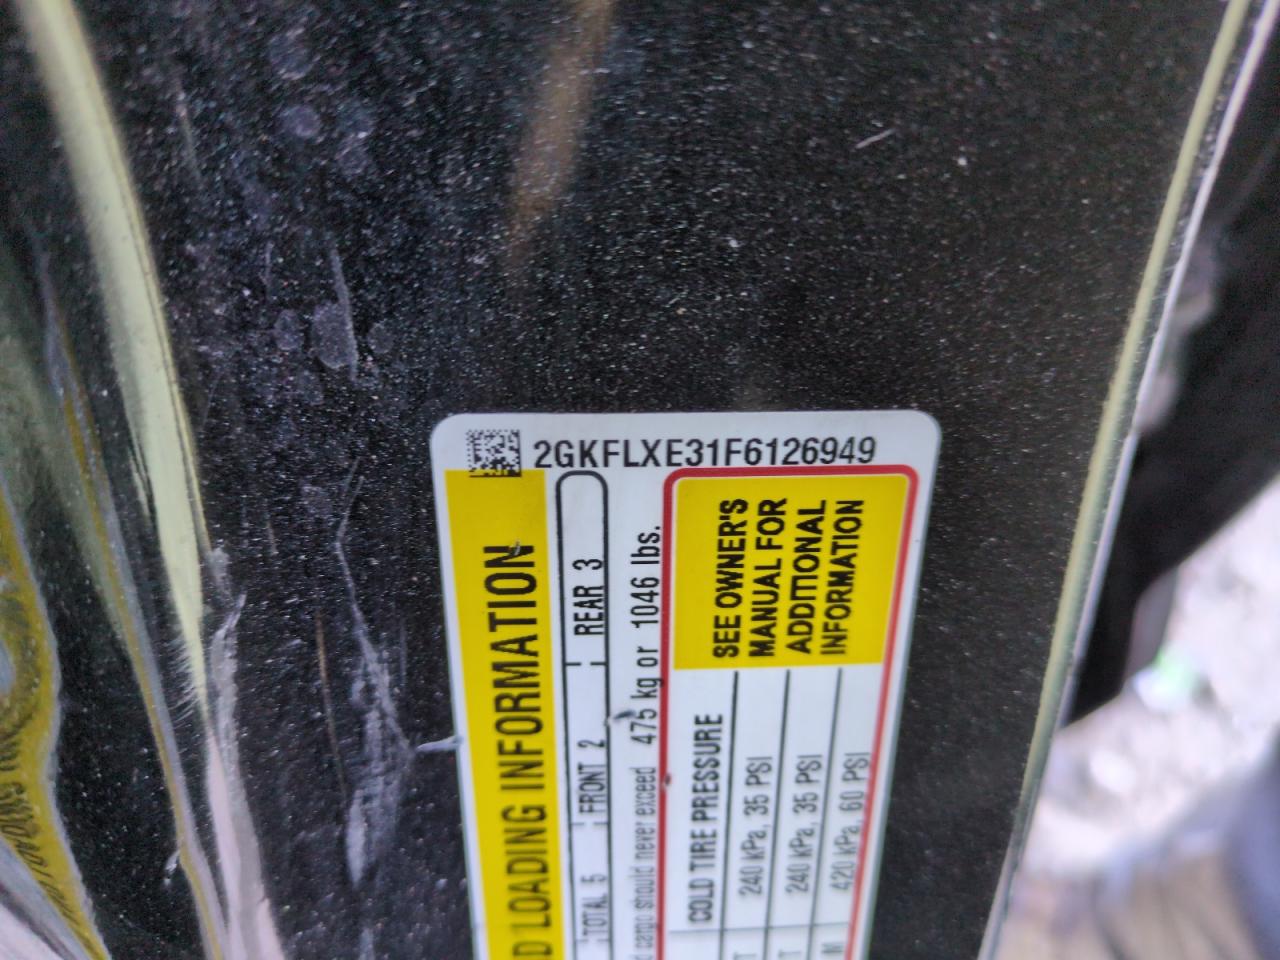 2GKFLXE31F6126949
D LOADING INFORMATION
TOTAL 5 FRONT 2 REAR 3
cargo should never exceed 475 kg or 1046 lbs.
COLD TIRE PRESSURE
SEE OWNER'S
MANUAL FOR
ADDITIONAL
INFORMATION
T 240 kPa, 35 PSI
T 240 kPa, 35 PSI
M 420 kPa, 60 PSI